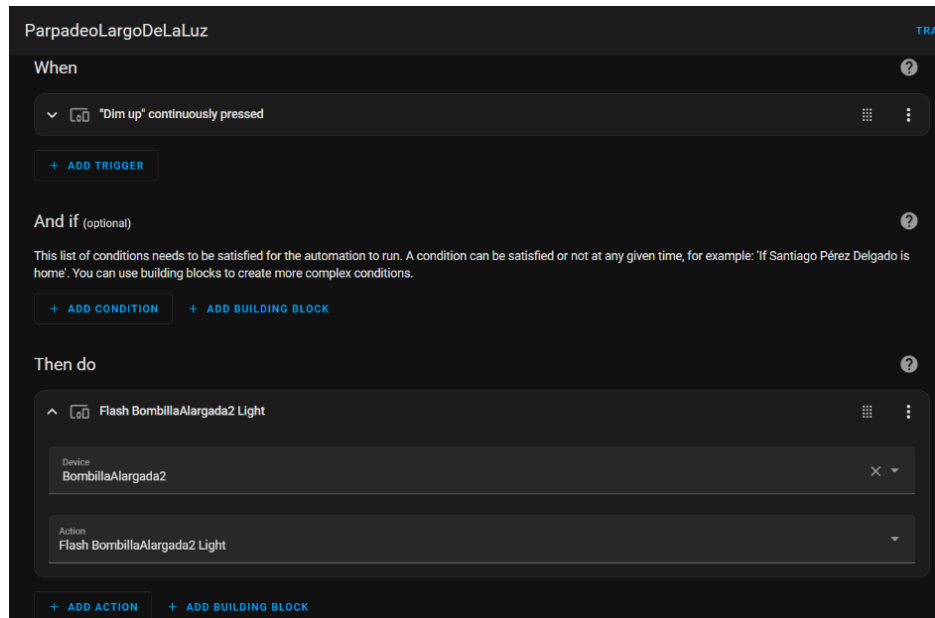 ParpadeoLargoDeLaLuz
When
"Dim up" continuously pressed
+ ADD TRIGGER
And if (optional)
This list of conditions needs to be satisfied for the automation to run. A condition can be satisfied or not at any given time, for example: 'If Santiago Pérez Delgado is
home'. You can use building blocks to create more complex conditions.
+ ADD CONDITION + ADD BUILDING BLOCK
Then do
Flash BombillaAlargada2 Light
Device
BombillaAlargada2
Action
Flash BombillaAlargada2 Light
+ ADD ACTION + ADD BUILDING BLOCK